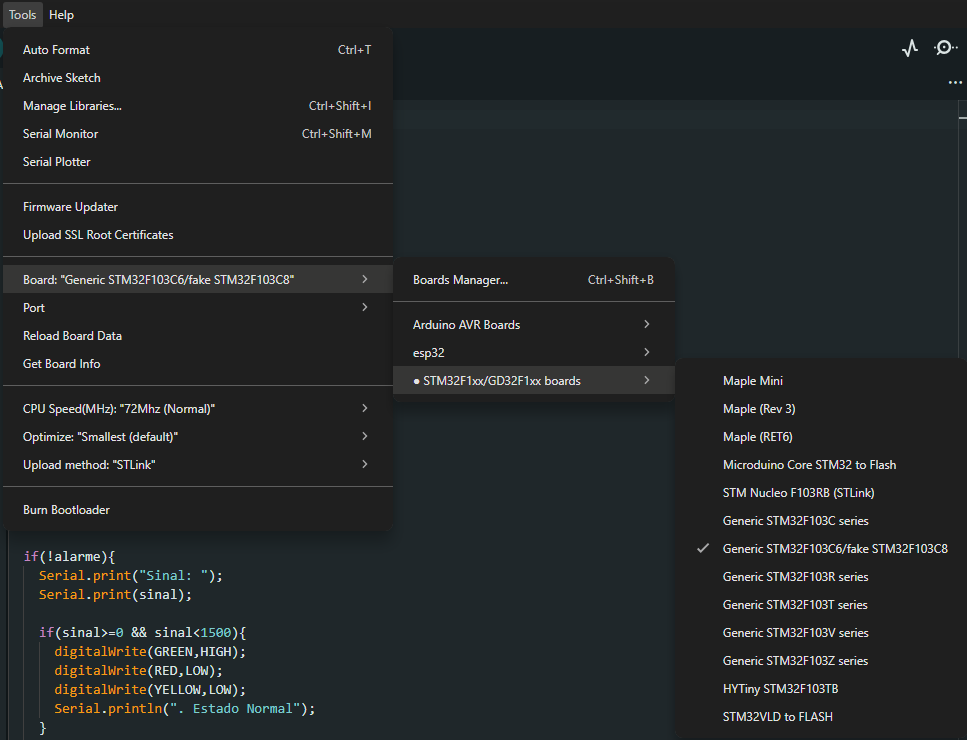 Tools Help
Auto Format Ctrl+T
Archive Sketch
Manage Libraries... Ctrl+Shift+I
Serial Monitor Ctrl+Shift+M
Serial Plotter
Firmware Updater
Upload SSL Root Certificates
Board: "Generic STM32F103C6/fake STM32F103C8"
Port
Reload Board Data
Get Board Info
CPU Speed(MHz): "72Mhz (Normal)"
Optimize: "Smallest (default)"
Upload method: "STLink"
Burn Bootloader
Boards Manager... Ctrl+Shift+B
Arduino AVR Boards
esp32
● STM32F1xx/GD32F1xx boards
Maple Mini
Maple (Rev 3)
Maple (RET6)
Microduino Core STM32 to Flash
STM Nucleo F103RB (STLink)
Generic STM32F103C series
Generic STM32F103C6/fake STM32F103C8
Generic STM32F103R series
Generic STM32F103T series
Generic STM32F103V series
Generic STM32F103Z series
HYTiny STM32F103TB
STM32VLD to FLASH
if(!alarme){
Serial.print("Sinal: ");
Serial.print(sinal);
if(sinal>=0 && sinal<1500){
digitalWrite(GREEN,HIGH);
digitalWrite(RED,LOW);
digitalWrite(YELLOW,LOW);
Serial.println(". Estado Normal");
}